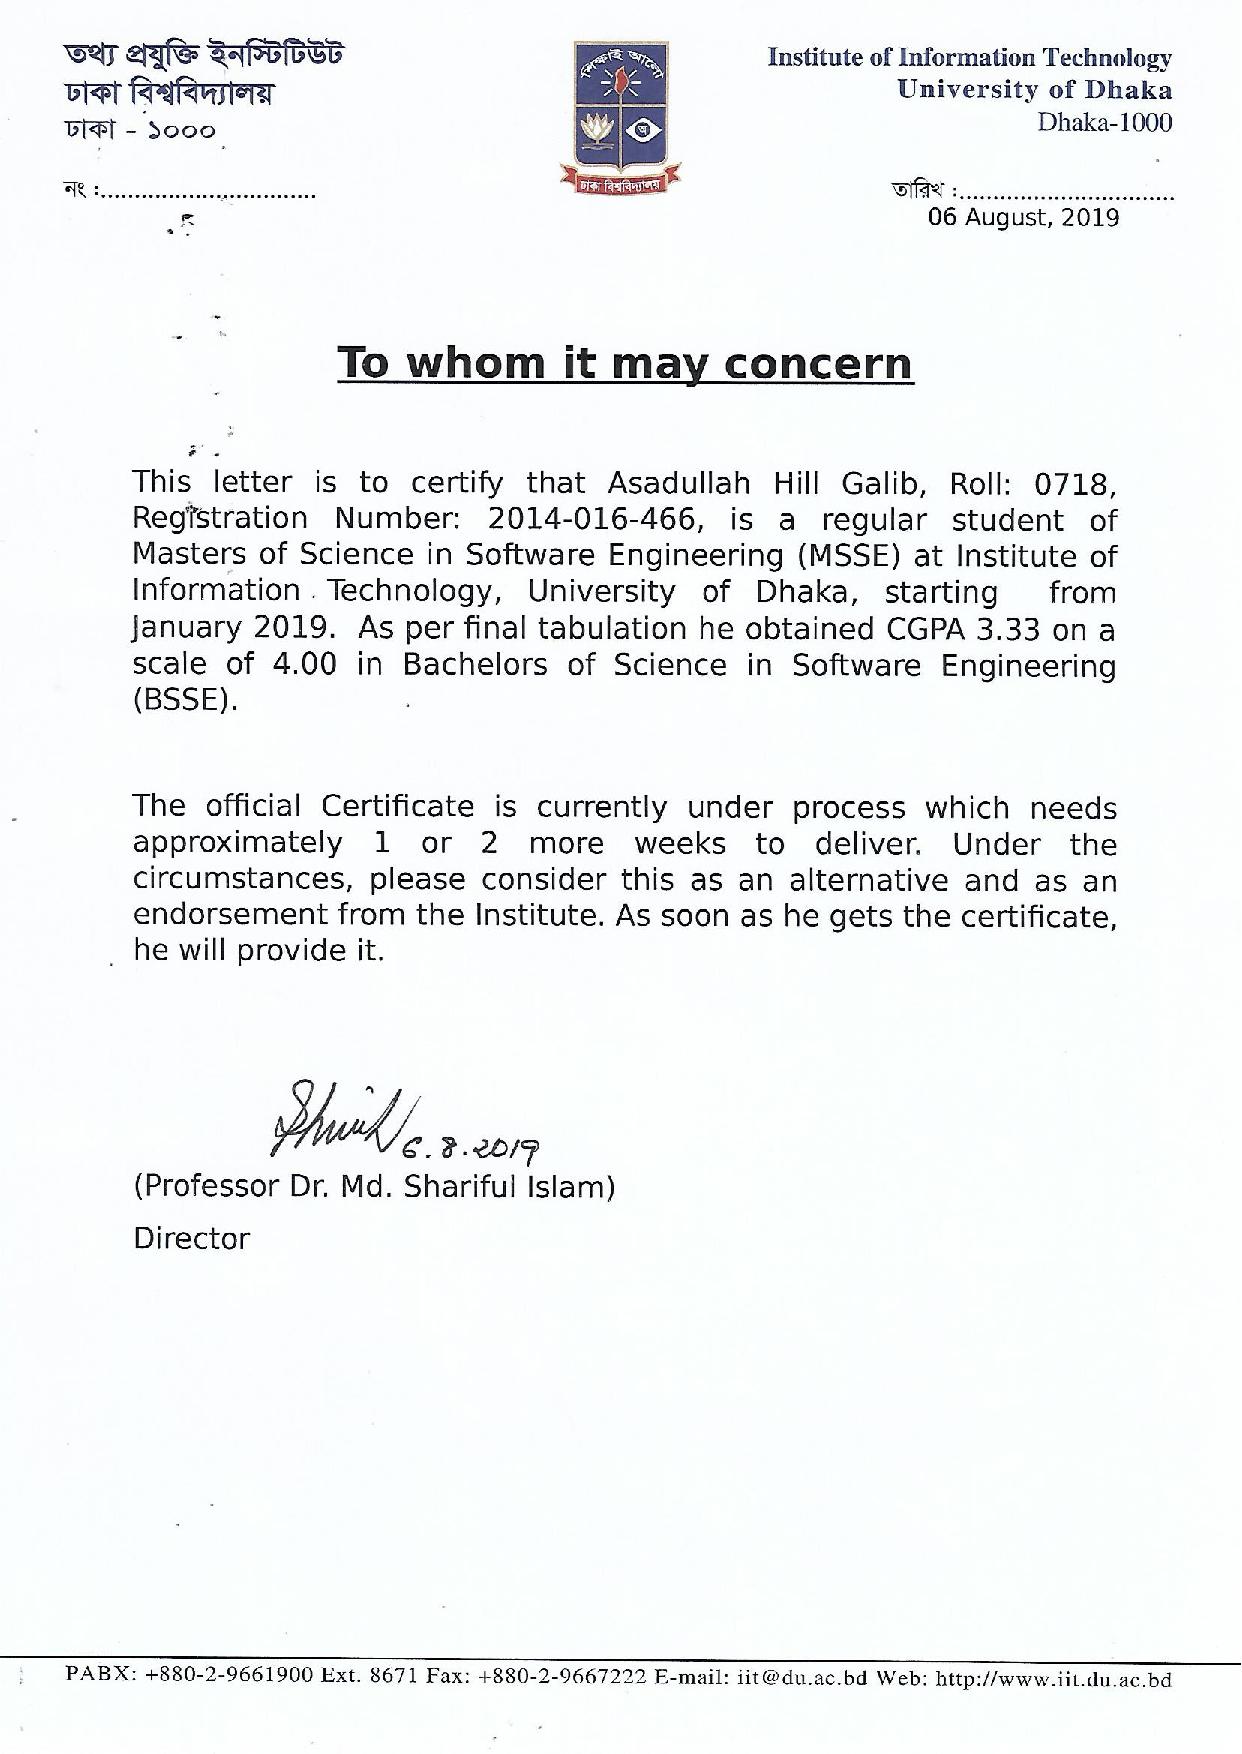 তথ্য প্রযুক্তি ইনস্টিটিউট
ঢাকা বিশ্ববিদ্যালয়
ঢাকা - ১০০০
নং :................................
শিক্ষাই আলো
অ
ঢাকা বিশ্ববিদ্যালয়
Institute of Information Technology
University of Dhaka
Dhaka-1000
তারিখ :................................
06 August, 2019
To whom it may concern
This letter is to certify that Asadullah Hill Galib, Roll: 0718,
Registration Number: 2014-016-466, is a regular student of
Masters of Science in Software Engineering (MSSE) at Institute of
Information Technology, University of Dhaka, starting from
January 2019. As per final tabulation he obtained CGPA 3.33 on a
scale of 4.00 in Bachelors of Science in Software Engineering
(BSSE).
The official Certificate is currently under process which needs
approximately 1 or 2 more weeks to deliver. Under the
circumstances, please consider this as an alternative and as an
endorsement from the Institute. As soon as he gets the certificate,
he will provide it.
6.8.2019
(Professor Dr. Md. Shariful Islam)
Director
PABX: +880-2-9661900 Ext. 8671 Fax: +880-2-9667222 E-mail: iit@du.ac.bd Web: http://www.iit.du.ac.bd